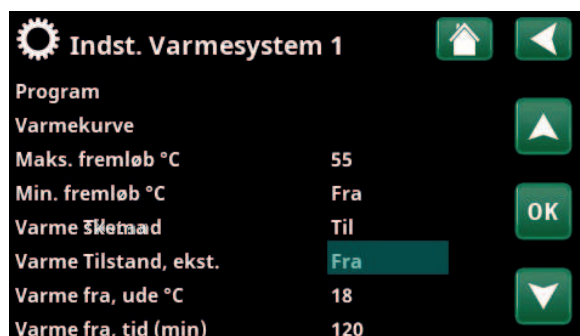 Indst. Varmesystem 1
Program
Varmekurve
Maks. fremløb °C 55
Min. fremløb °C Fra
Varme Til
OK
Varme Tilstand, ekst. Fra
Varme fra, ude °C 18
Varme fra, tid (min) 120